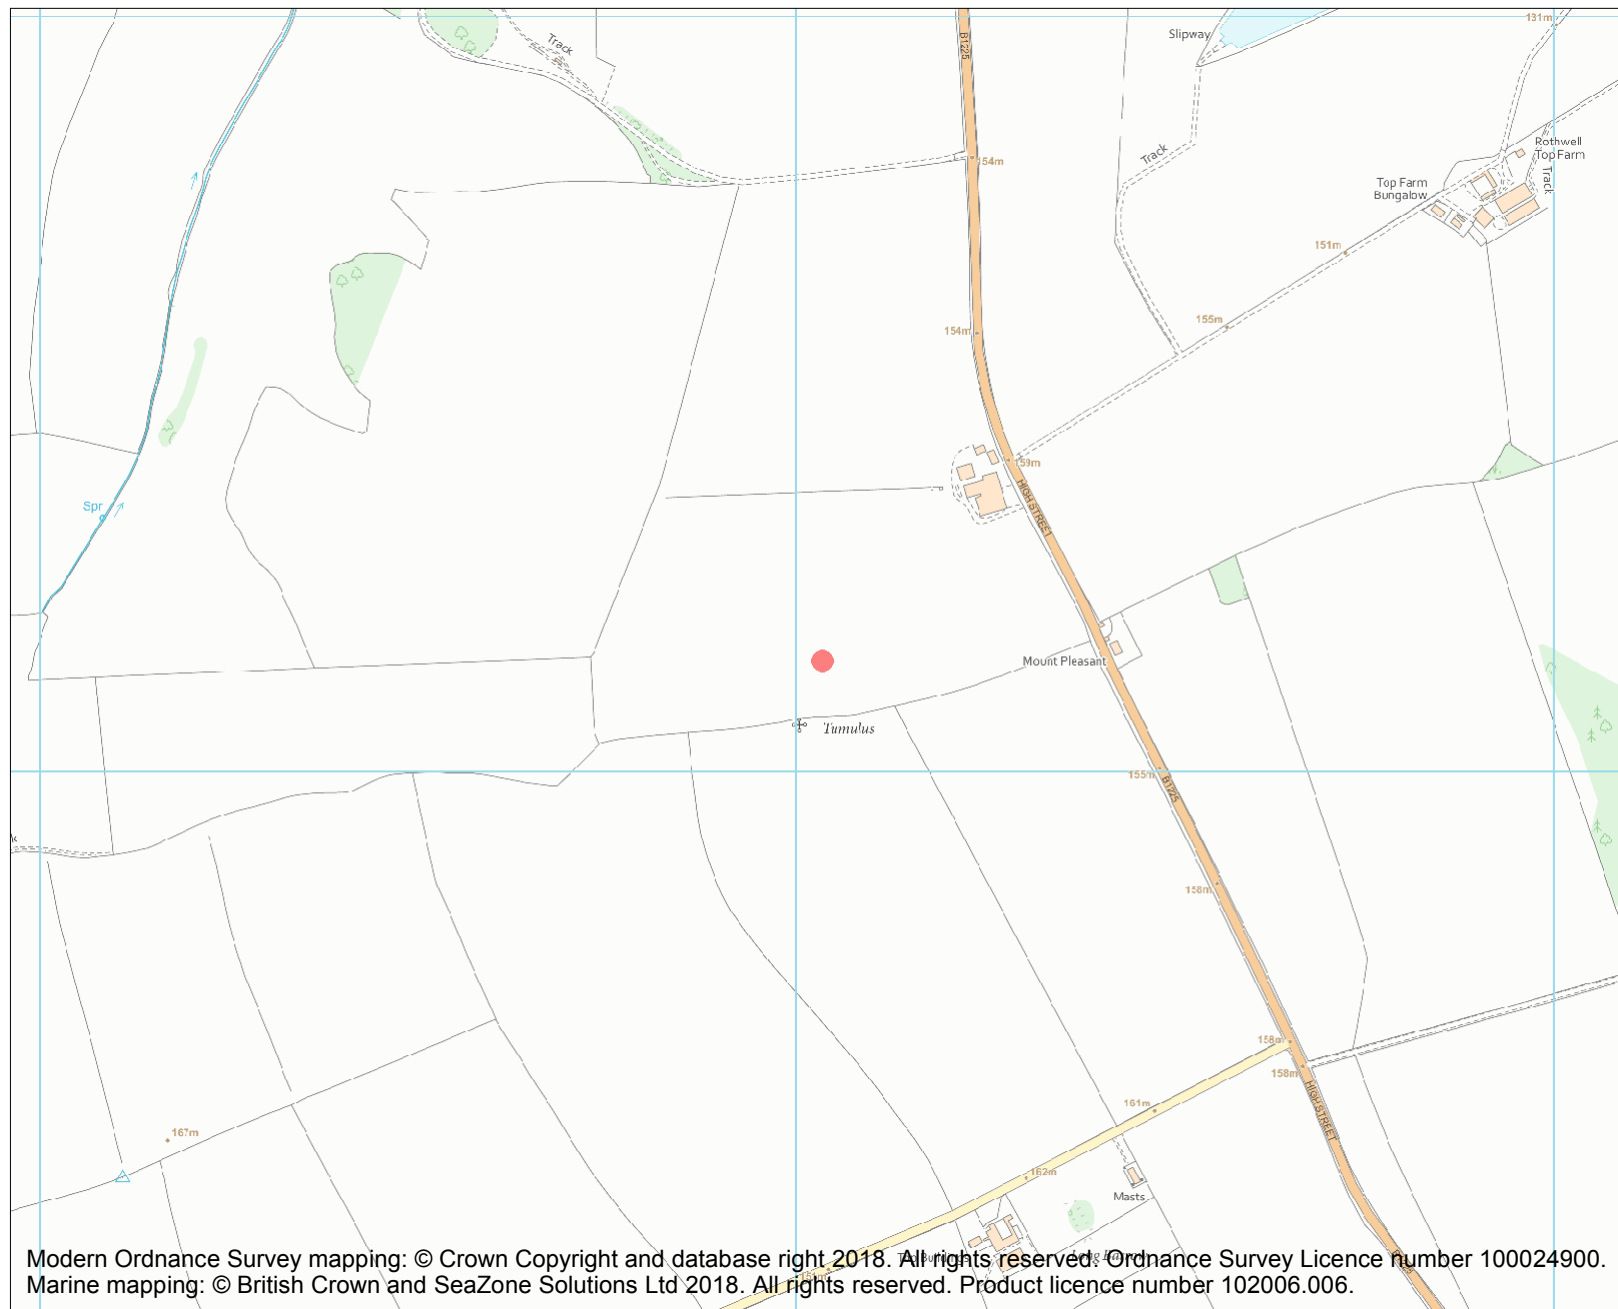 131m
Slipway
B1225
Track
Rothwell
Top Farm
Track
Track
54m
Top Farm
Bungalow
151m
155m
154m
159m
HIGH STREET
Spr
Mount Pleasant
Tumulus
155m
B1225
158m
158m
158m
HIGH STREET
161m
167m
162m
Masts
Long Barrow
Modern Ordnance Survey mapping: © Crown Copyright and database right 2018. All rights reserved. Ordnance Survey Licence number 100024900.
Marine mapping: © British Crown and SeaZone Solutions Ltd 2018. All rights reserved. Product licence number 102006.006.